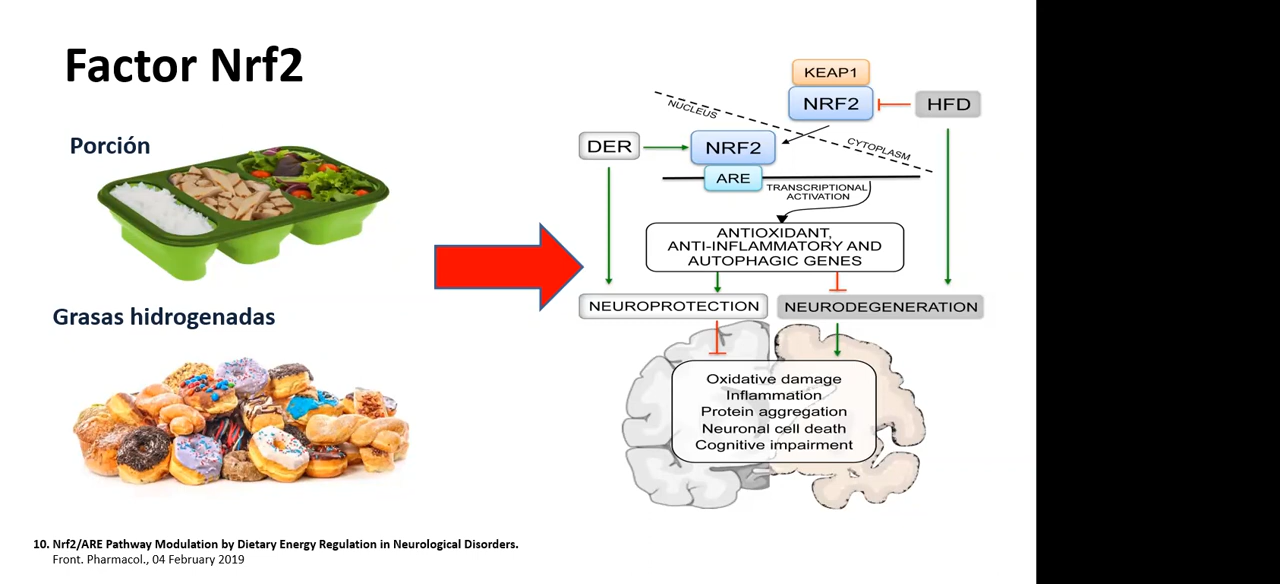 Factor Nrf2
Porción
Grasas hidrogenadas
KEAP1
NRF2
HFD
NUCLEUS
CYTOPLASM
DER
NRF2
ARE
TRANSCRIPTIONAL
ACTIVATION
ANTIOXIDANT,
ANTI-INFLAMMATORY AND
AUTOPHAGIC GENES
NEUROPROTECTION
NEURODEGENERATION
Oxidative damage
Inflammation
Protein aggregation
Neuronal cell death
Cognitive impairment
10. Nrf2/ARE Pathway Modulation by Dietary Energy Regulation in Neurological Disorders.
Front. Pharmacol., 04 February 2019